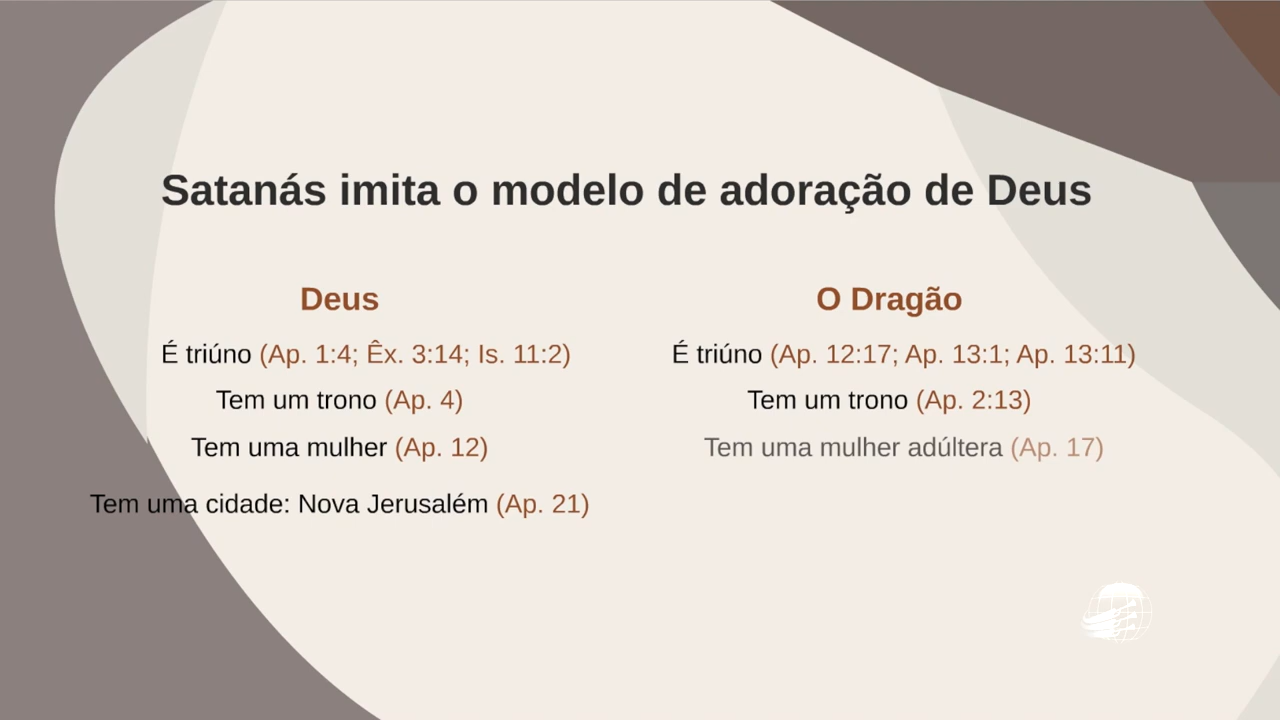 Satanás imita o modelo de adoração de Deus
Deus
É triúno (Ap. 1:4; Êx. 3:14; Is. 11:2)
Tem um trono (Ap. 4)
Tem uma mulher (Ap. 12)
Tem uma cidade: Nova Jerusalém (Ap. 21)
O Dragão
É triúno (Ap. 12:17; Ap. 13:1; Ap. 13:11)
Tem um trono (Ap. 2:13)
Tem uma mulher adúltera (Ap. 17)